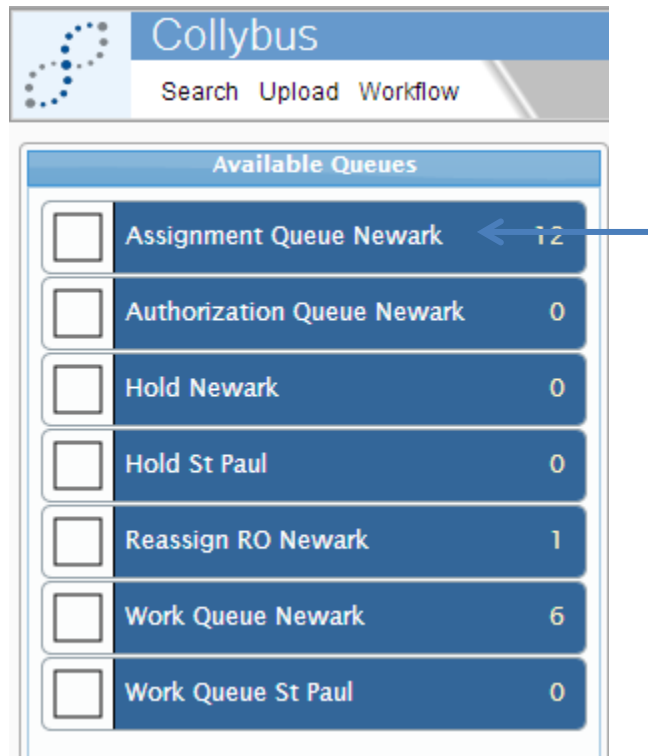 Collybus
Search Upload Workflow
Available Queues
Assignment Queue Newark 12
Authorization Queue Newark 0
Hold Newark 0
Hold St Paul 0
Reassign RO Newark 1
Work Queue Newark 6
Work Queue St Paul 0